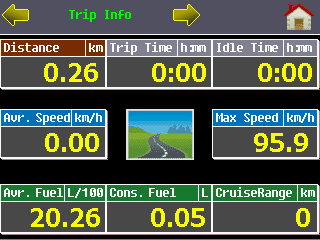 Trip Info
Distance km Trip Time h:mm Idle Time h:mm
0.26 0:00 0:00
Avr. Speed km/h Max Speed km/h
0.00 95.9
Avr. Fuel L/100 Cons. Fuel L CruiseRange km
20.26 0.05 0